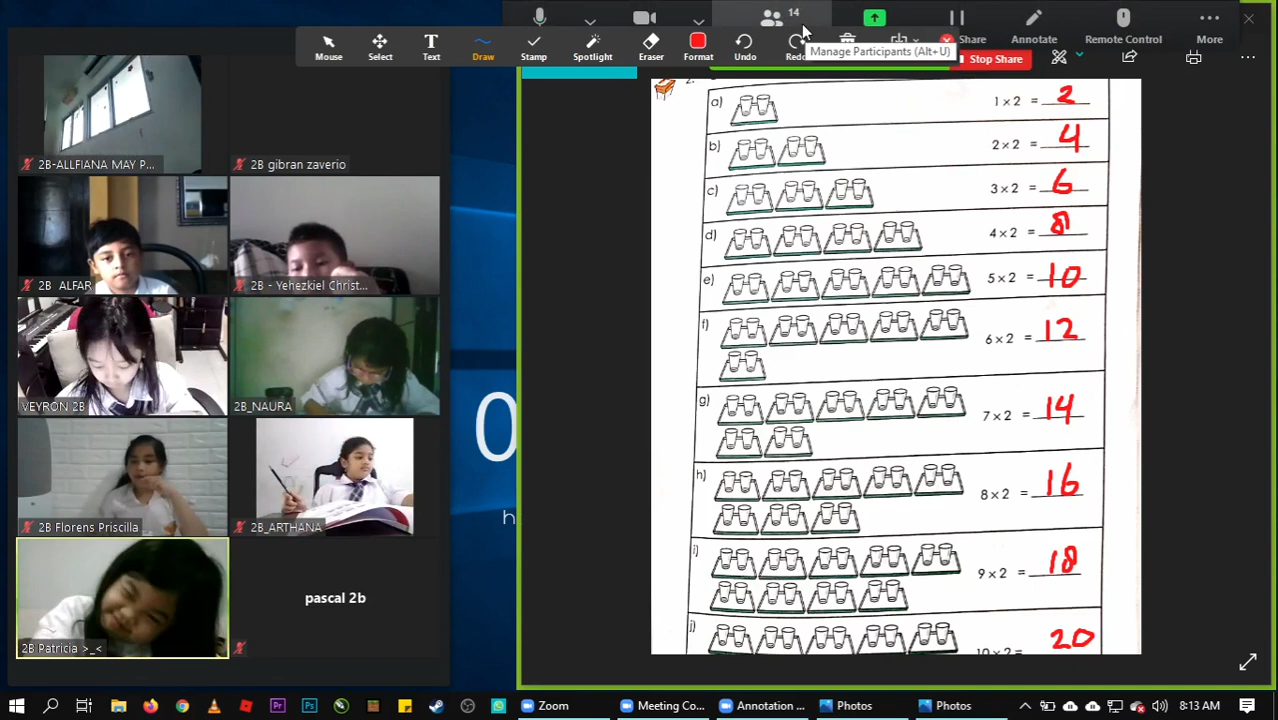 14
Share
Annotate
Remote Control
More
Mouse
Select
Text
Draw
Stamp
Spotlight
Eraser
Format
Undo
Redo
Manage Participants (Alt+U)
Stop Share
2B-ALLFIANA MAY P...
2B gibran zaverio
2B ALFAR
2B - Yehezkiel Christ...
VEYRON 2B
2B_NAURA
2B Florens Priscilla
2B_ARTHANA
2B Patricia >_<
pascal 2b
0
h
2.
a) 1 × 2 = 2
b) 2 × 2 = 4
c) 3 × 2 = 6
d) 4 × 2 = 8
e) 5 × 2 = 10
f) 6 × 2 = 12
g) 7 × 2 = 14
h) 8 × 2 = 16
i) 9 × 2 = 18
j) 10 × 2 = 20
Zoom
Meeting Co...
Annotation ...
Photos
Photos
8:13 AM